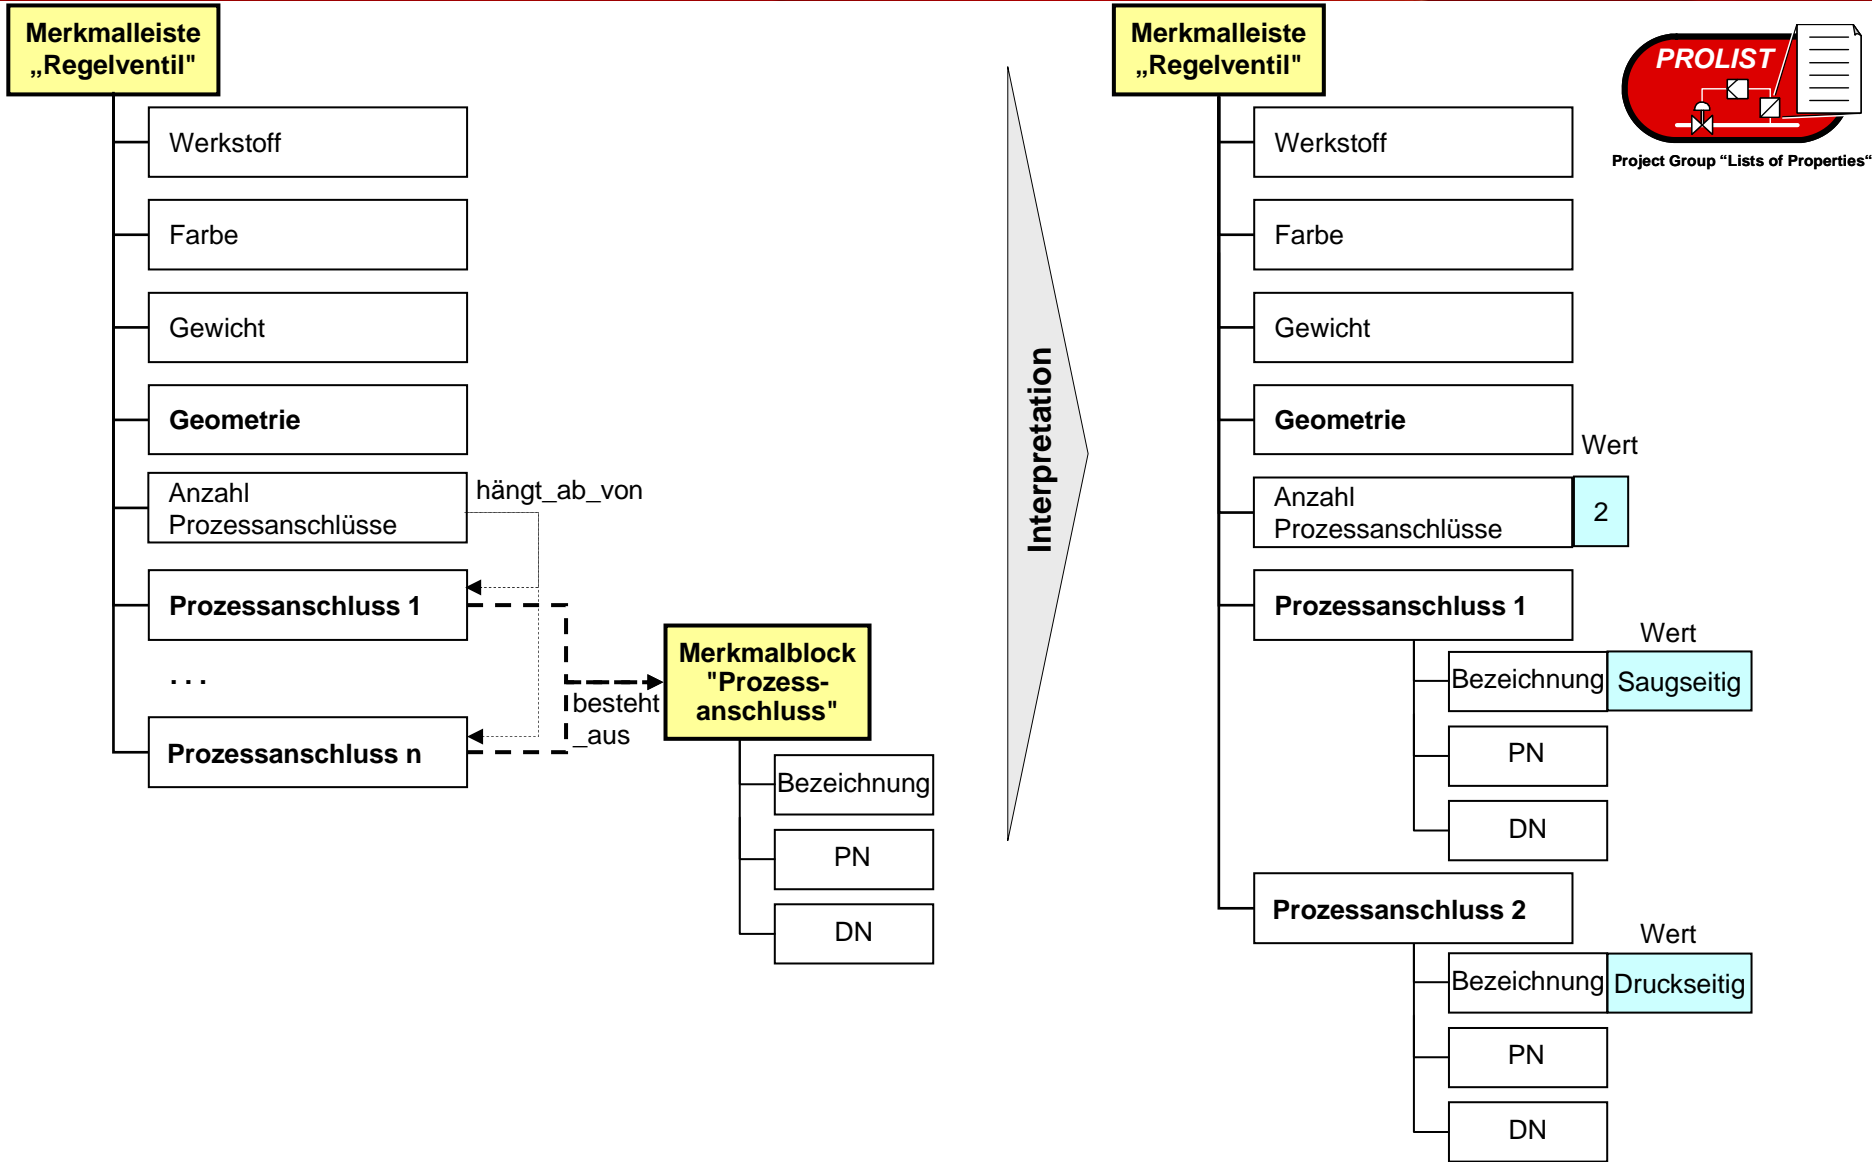 Merkmalleiste
„Regelventil"
Werkstoff
Farbe
Gewicht
Geometrie
Anzahl
Prozessanschlüsse
hängt_ab_von
Prozessanschluss 1
. . .
Prozessanschluss n
besteht
_aus
Merkmalblock
"Prozess-
anschluss"
Bezeichnung
PN
DN
Interpretation
Merkmalleiste
„Regelventil"
Werkstoff
Farbe
Gewicht
Geometrie
Wert
Anzahl
Prozessanschlüsse
2
Prozessanschluss 1
Wert
Bezeichnung
Saugseitig
PN
DN
Prozessanschluss 2
Wert
Bezeichnung
Druckseitig
PN
DN
PROLIST
Project Group “Lists of Properties“